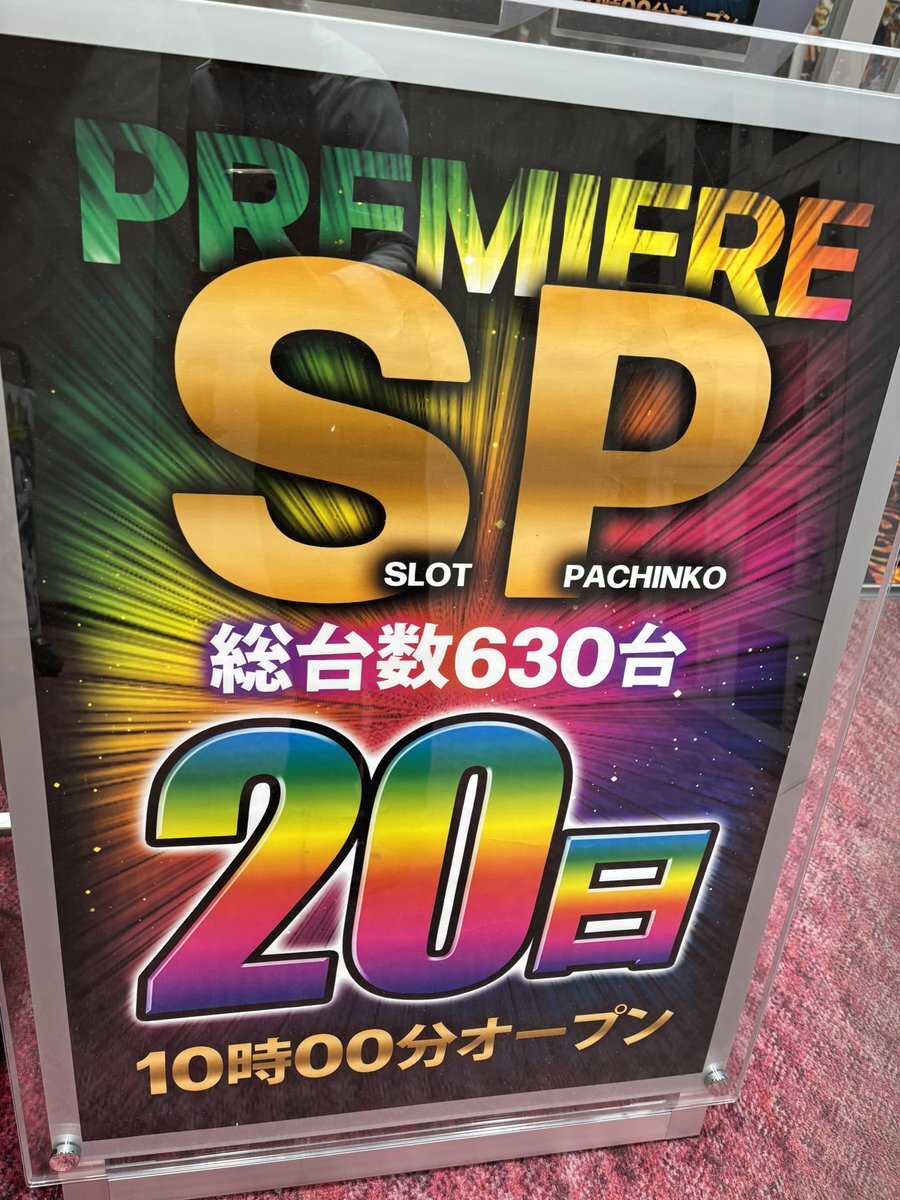 PREMIERE
SP
SLOT PACHINKO
総台数630台
20日
10時00分オープン